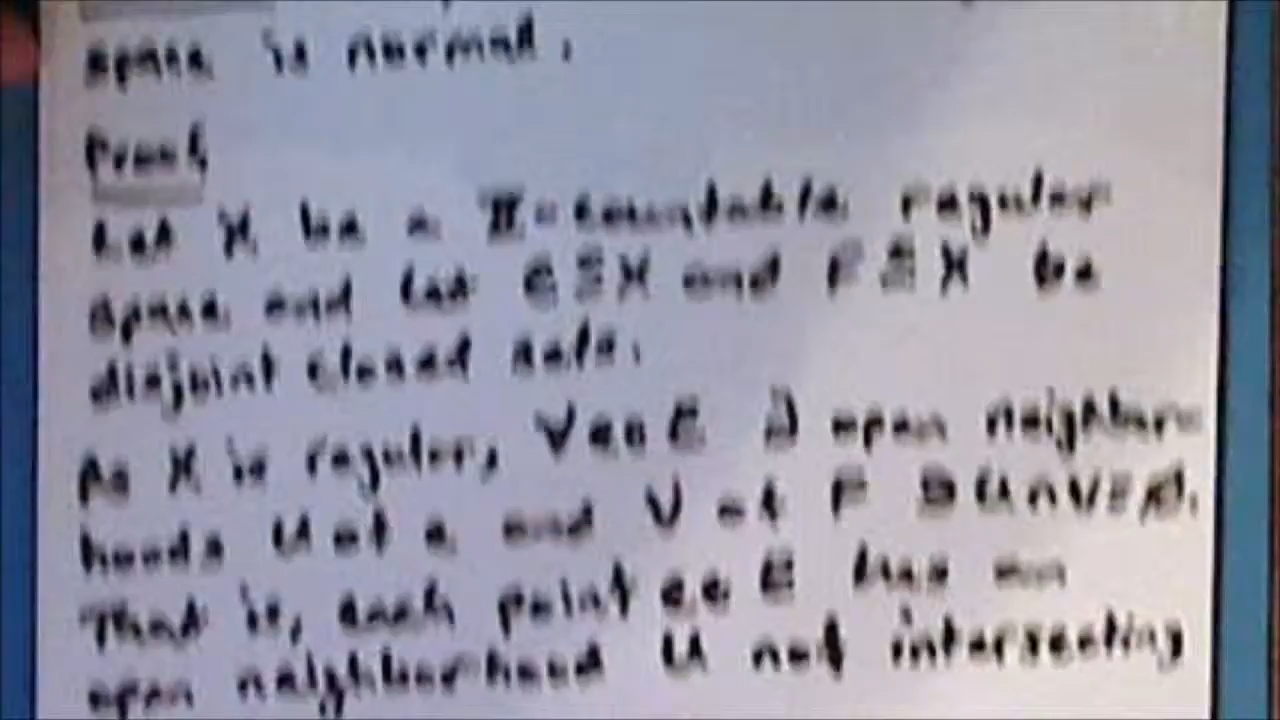 space is normal.
Proof
Let X be a II-countable regular
space and let E ⊆ X and F ⊆ X be
disjoint closed sets.
As X is regular, ∀ e ∈ E ∃ open neighbor-
hoods U of e and V of F ∋ U ∩ V = ∅.
That is, each point e ∈ E has an
open neighborhood U not intersecting